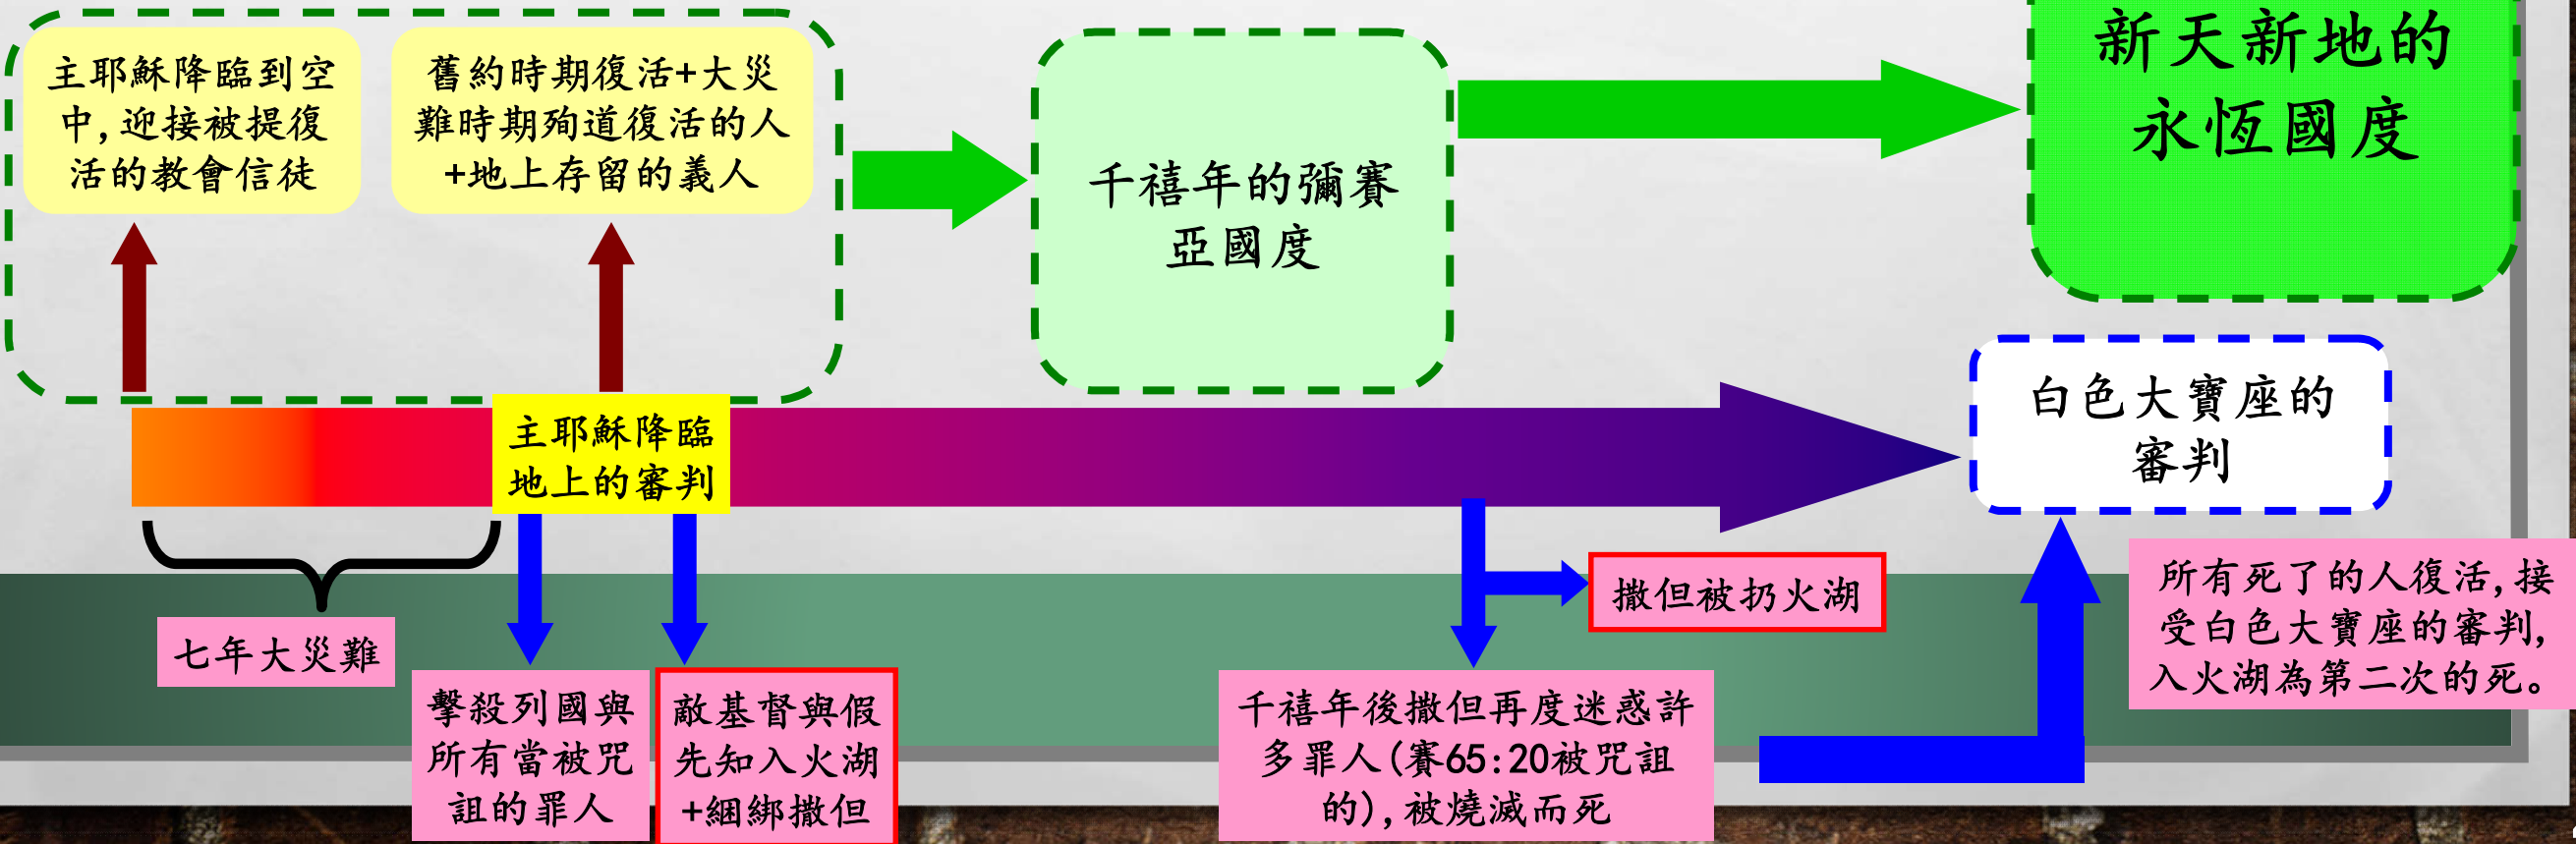 主耶穌降臨到空
中,迎接被提復
活的教會信徒
舊約時期復活+大災
難時期殉道復活的人
+地上存留的義人
千禧年的彌賽
亞國度
新天新地的
永恆國度
主耶穌降臨
地上的審判
白色大寶座的
審判
七年大災難
擊殺列國與
所有當被咒
詛的罪人
敵基督與假
先知入火湖
+綑綁撒但
撒但被扔火湖
千禧年後撒但再度迷惑許
多罪人(賽65:20被咒詛
的),被燒滅而死
所有死了的人復活,接
受白色大寶座的審判,
入火湖為第二次的死。